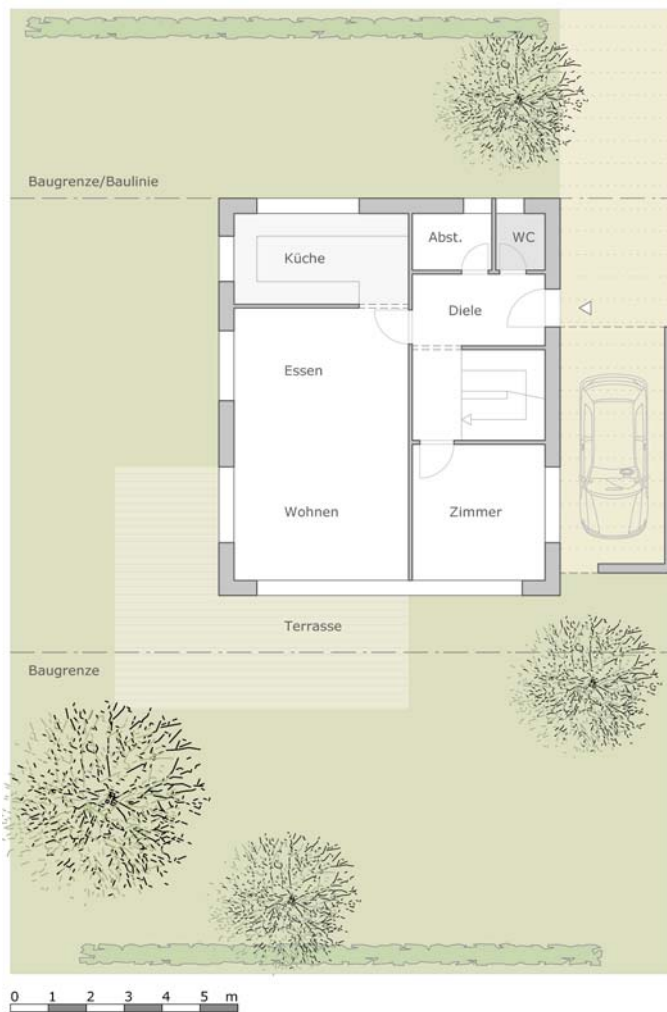 Baugrenze/Baulinie
Abst.
WC
Küche
Diele
Essen
Wohnen
Zimmer
Terrasse
Baugrenze
0 1 2 3 4 5 m